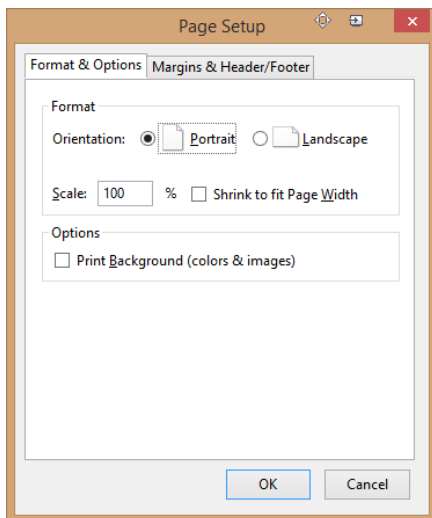 Page Setup
Format & Options Margins & Header/Footer
Format
Orientation: Portrait Landscape
Scale: 100 % Shrink to fit Page Width
Options
Print Background (colors & images)
OK Cancel